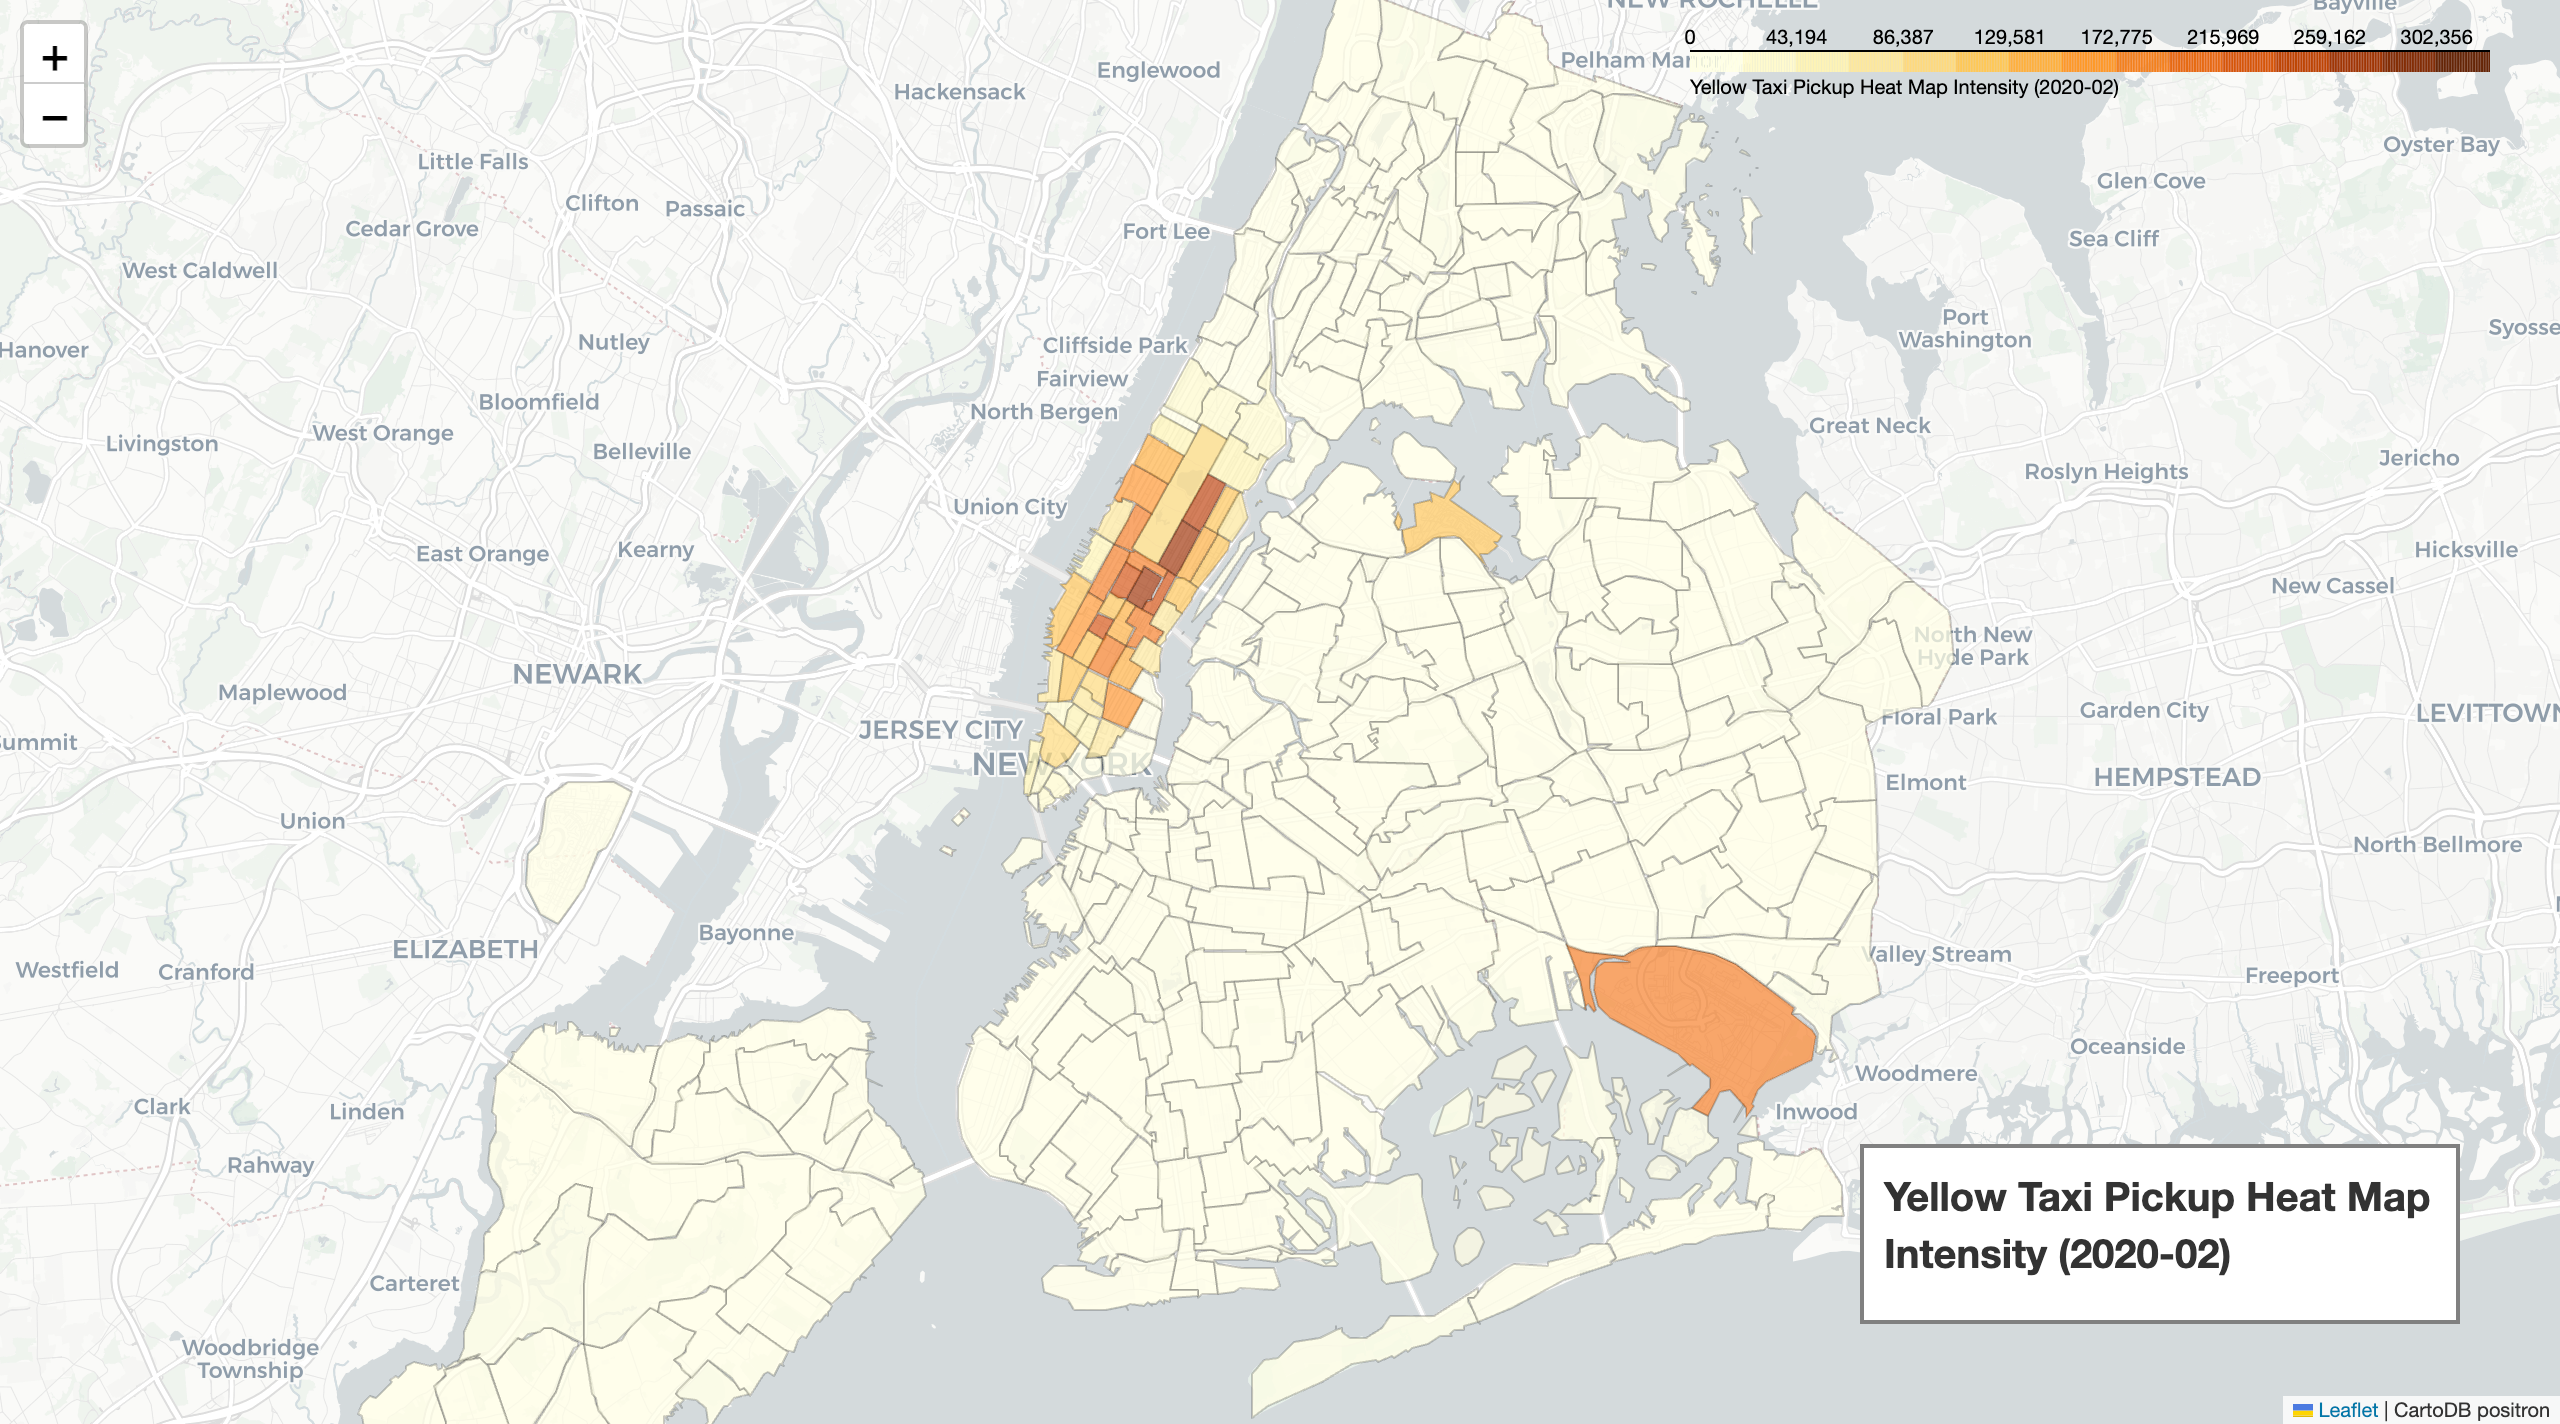 NEW ROCHELLE
Bayville
+
−
0 43,194 86,387 129,581 172,775 215,969 259,162 302,356
Yellow Taxi Pickup Heat Map Intensity (2020-02)
Pelham Manor
Englewood
Hackensack
Oyster Bay
Little Falls
Glen Cove
Clifton
Passaic
Cedar Grove
Fort Lee
Sea Cliff
West Caldwell
Port
Washington
Syosse
Hanover
Nutley
Cliffside Park
Fairview
Bloomfield
North Bergen
Great Neck
Livingston
West Orange
Belleville
Jericho
Roslyn Heights
Union City
East Orange
Kearny
Hicksville
New Cassel
North New
Hyde Park
NEWARK
Maplewood
JERSEY CITY
Floral Park
Garden City
LEVITTOWN
Summit
NEW YORK
Elmont
HEMPSTEAD
Union
North Bellmore
Bayonne
ELIZABETH
Westfield
Cranford
Valley Stream
Freeport
Oceanside
Woodmere
Clark
Linden
Inwood
Rahway
Yellow Taxi Pickup Heat Map
Intensity (2020-02)
Carteret
Woodbridge
Township
Leaflet | CartoDB positron